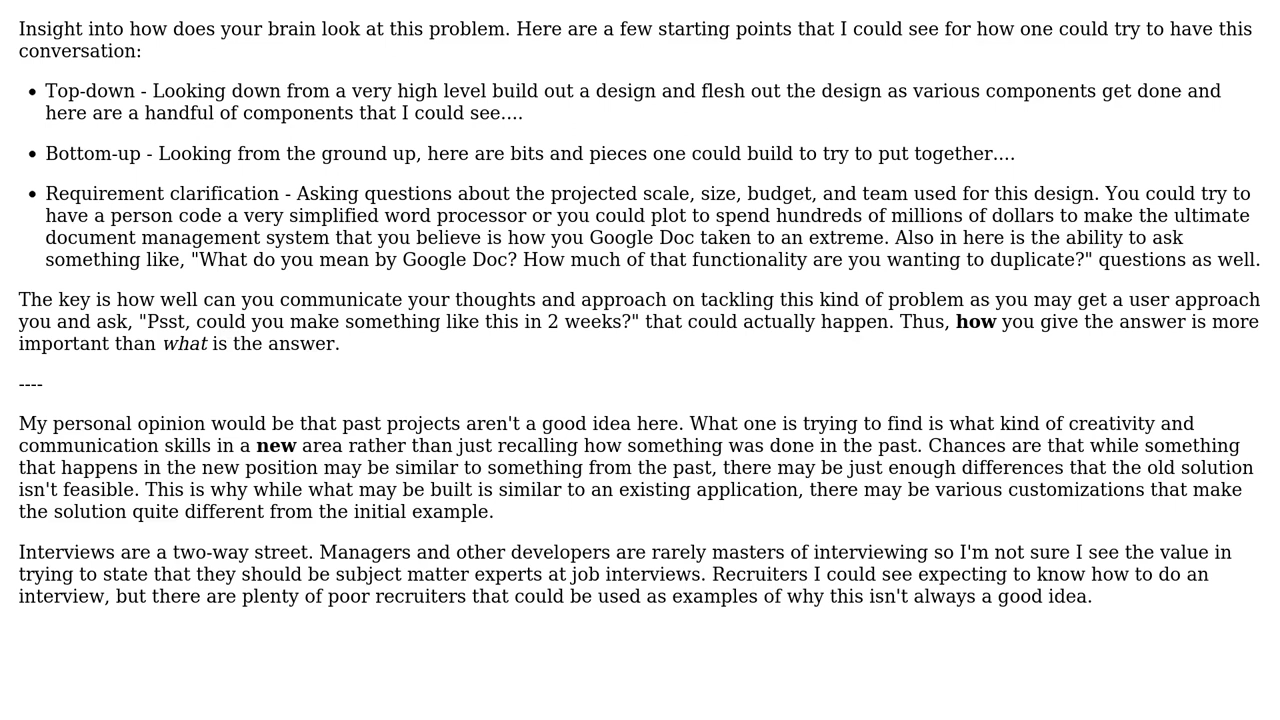 Insight into how does your brain look at this problem. Here are a few starting points that I could see for how one could try to have this
conversation:
• Top-down - Looking down from a very high level build out a design and flesh out the design as various components get done and
here are a handful of components that I could see....
• Bottom-up - Looking from the ground up, here are bits and pieces one could build to try to put together....
• Requirement clarification - Asking questions about the projected scale, size, budget, and team used for this design. You could try to
have a person code a very simplified word processor or you could plot to spend hundreds of millions of dollars to make the ultimate
document management system that you believe is how you Google Doc taken to an extreme. Also in here is the ability to ask
something like, "What do you mean by Google Doc? How much of that functionality are you wanting to duplicate?" questions as well.
The key is how well can you communicate your thoughts and approach on tackling this kind of problem as you may get a user approach
you and ask, "Psst, could you make something like this in 2 weeks?" that could actually happen. Thus, how you give the answer is more
important than what is the answer.
----
My personal opinion would be that past projects aren't a good idea here. What one is trying to find is what kind of creativity and
communication skills in a new area rather than just recalling how something was done in the past. Chances are that while something
that happens in the new position may be similar to something from the past, there may be just enough differences that the old solution
isn't feasible. This is why while what may be built is similar to an existing application, there may be various customizations that make
the solution quite different from the initial example.
Interviews are a two-way street. Managers and other developers are rarely masters of interviewing so I'm not sure I see the value in
trying to state that they should be subject matter experts at job interviews. Recruiters I could see expecting to know how to do an
interview, but there are plenty of poor recruiters that could be used as examples of why this isn't always a good idea.